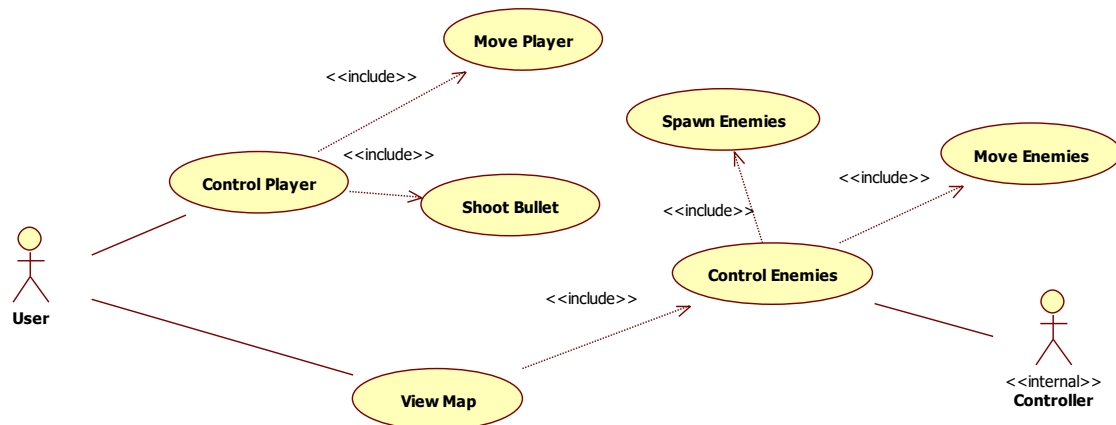 Move Player
<<include>>
Spawn Enemies
Move Enemies
<<include>>
Control Player
<<include>>
Shoot Bullet
<<include>>
Control Enemies
<<include>>
User
View Map
<<internal>>
Controller